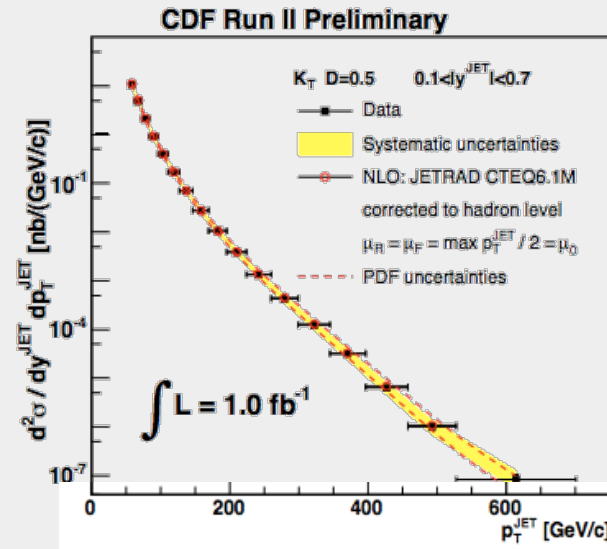 CDF Run II Preliminary
K_T D=0.5 0.1<|y^JET|<0.7
Data
Systematic uncertainties
NLO: JETRAD CTEQ6.1M
corrected to hadron level
μ_R = μ_F = max p_T^JET / 2 = μ_0
PDF uncertainties
∫ L = 1.0 fb^-1
d²σ / dy^JET dp_T^JET [nb/(GeV/c)]
10^-1
10^-4
10^-7
0 200 400 600
p_T^JET [GeV/c]